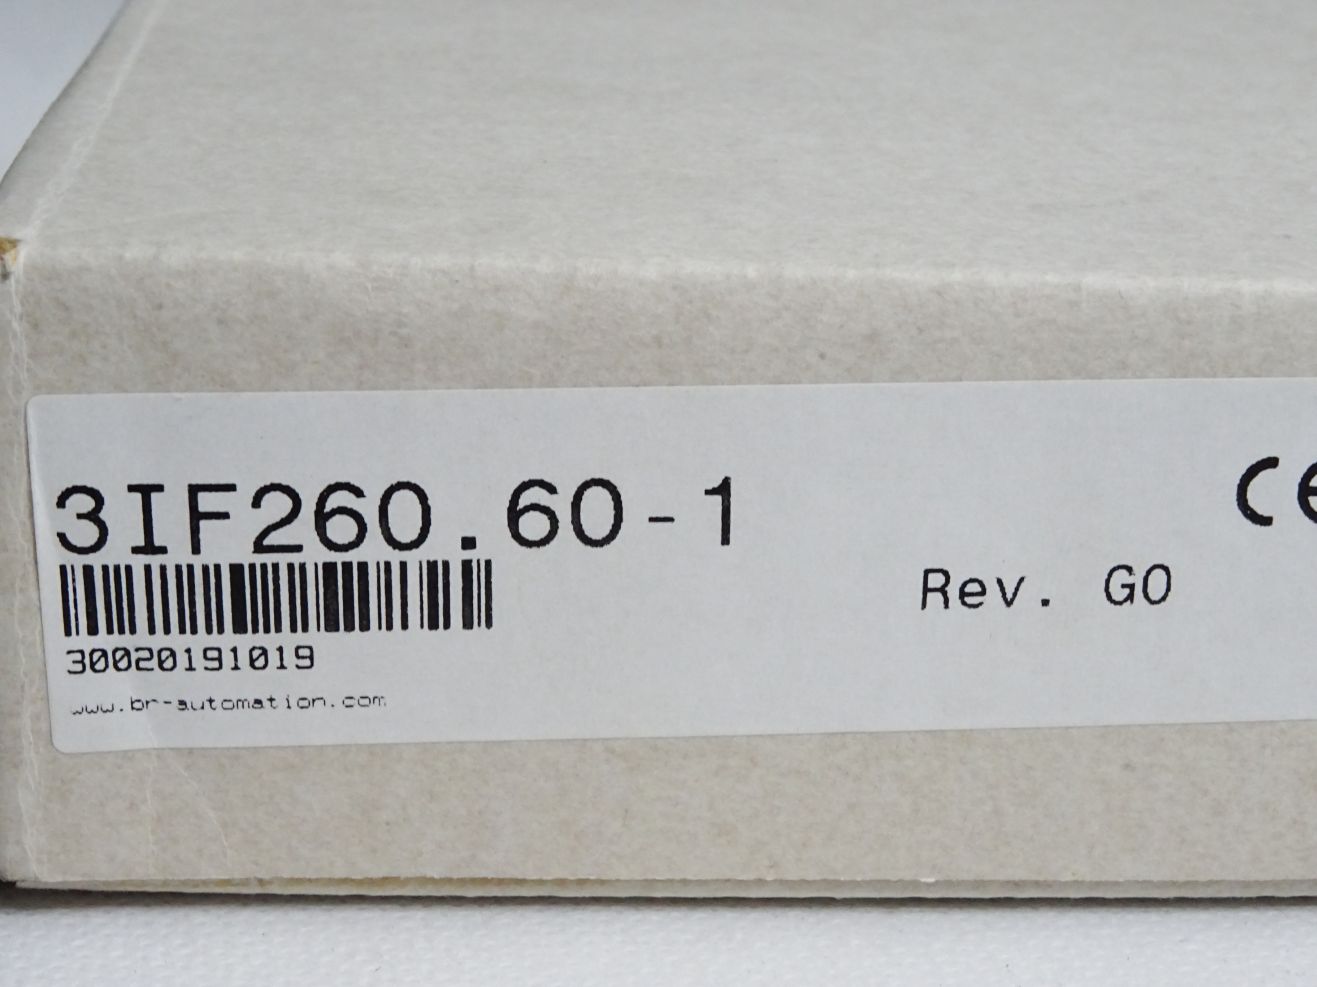 3IF260.60-1
CE
Rev. G0
30020191019
www.br-automation.com